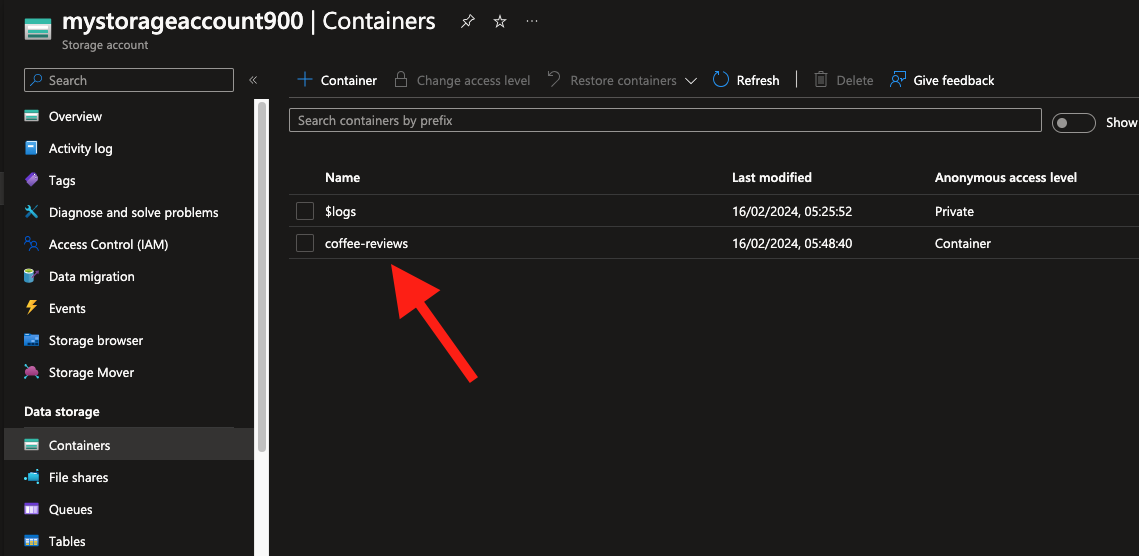 mystorageaccount900 | Containers
Storage account
Search
Container Change access level Restore containers Refresh Delete Give feedback
Search containers by prefix
Show
Overview
Activity log
Tags
Diagnose and solve problems
Access Control (IAM)
Data migration
Events
Storage browser
Storage Mover
Data storage
Containers
File shares
Queues
Tables
Name Last modified Anonymous access level
$logs 16/02/2024, 05:25:52 Private
coffee-reviews 16/02/2024, 05:48:40 Container